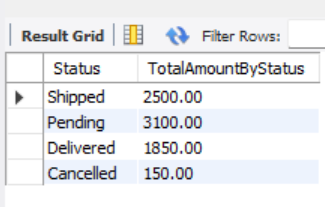 Result Grid Filter Rows:
Status TotalAmountByStatus
Shipped 2500.00
Pending 3100.00
Delivered 1850.00
Cancelled 150.00